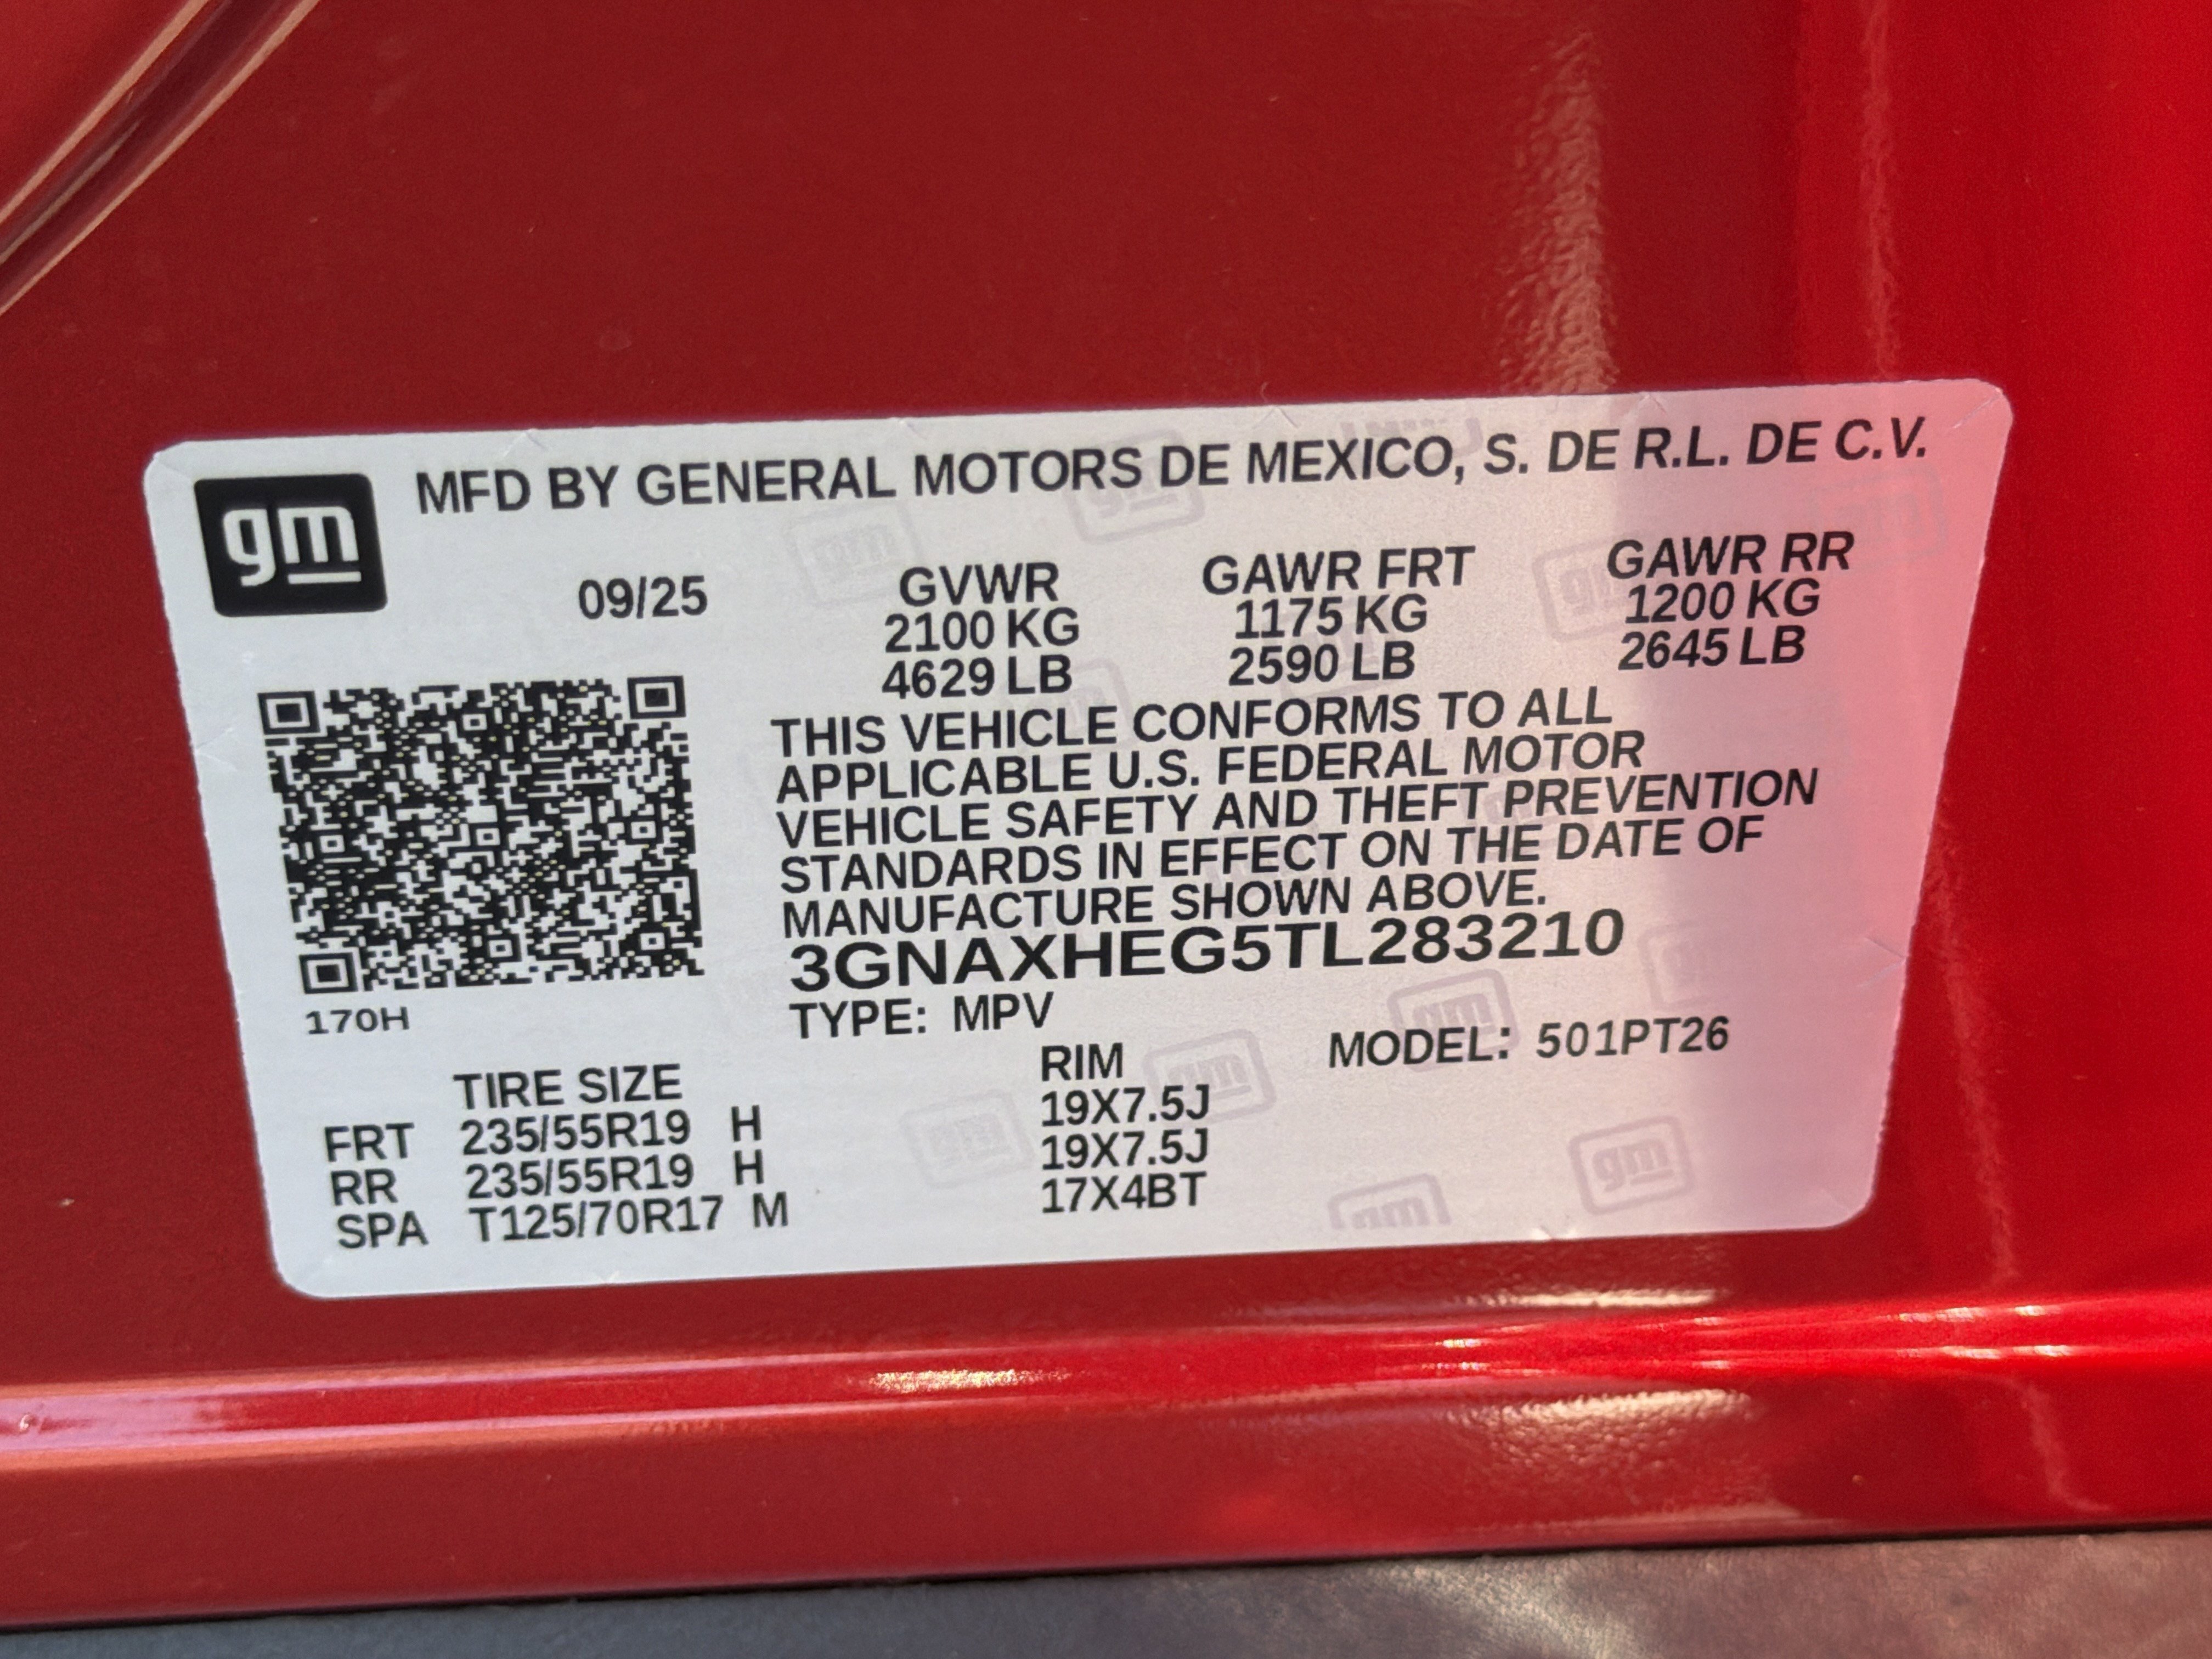 gm
MFD BY GENERAL MOTORS DE MEXICO, S. DE R.L. DE C.V.
09/25 GVWR GAWR FRT GAWR RR
2100 KG 1175 KG 1200 KG
4629 LB 2590 LB 2645 LB
THIS VEHICLE CONFORMS TO ALL
APPLICABLE U.S. FEDERAL MOTOR
VEHICLE SAFETY AND THEFT PREVENTION
STANDARDS IN EFFECT ON THE DATE OF
MANUFACTURE SHOWN ABOVE.
3GNAXHEG5TL283210
170H
TYPE: MPV MODEL: 501PT26
TIRE SIZE RIM
FRT 235/55R19 H 19X7.5J
RR 235/55R19 H 19X7.5J
SPA T125/70R17 M 17X4BT